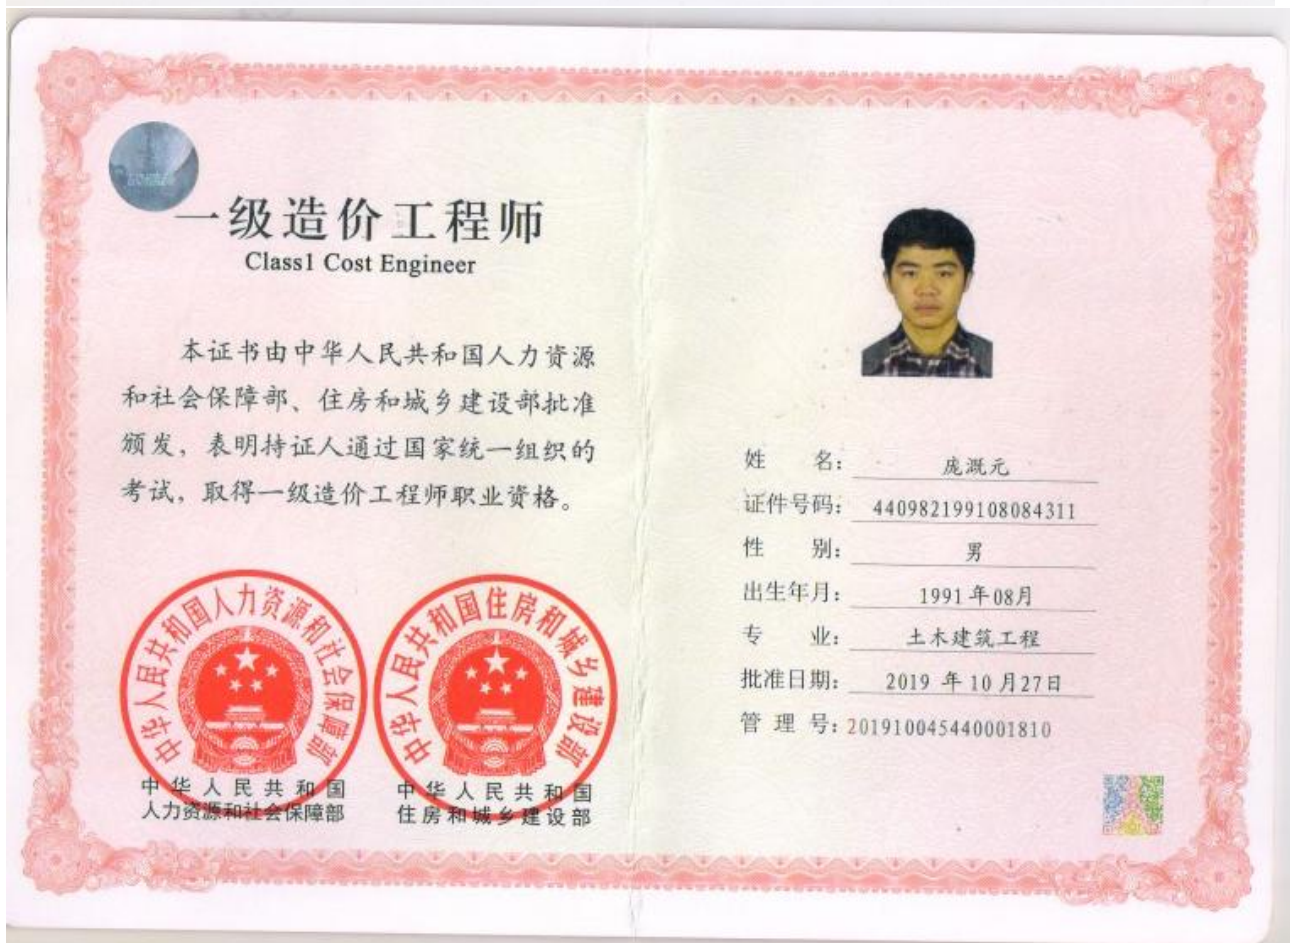 一级造价工程师
Class1 Cost Engineer
本证书由中华人民共和国人力资源
和社会保障部、住房和城乡建设部批准
颁发，表明持证人通过国家统一组织的
考试，取得一级造价工程师职业资格。
中华人民共和国人力资源和社会保障部
中华人民共和国
人力资源和社会保障部
中华人民共和国住房和城乡建设部
中华人民共和国
住房和城乡建设部
姓 名：庞溉元
证件号码：440982199108084311
性 别：男
出生年月：1991年08月
专 业：土木建筑工程
批准日期：2019 年 10 月27日
管 理 号：201910045440001810